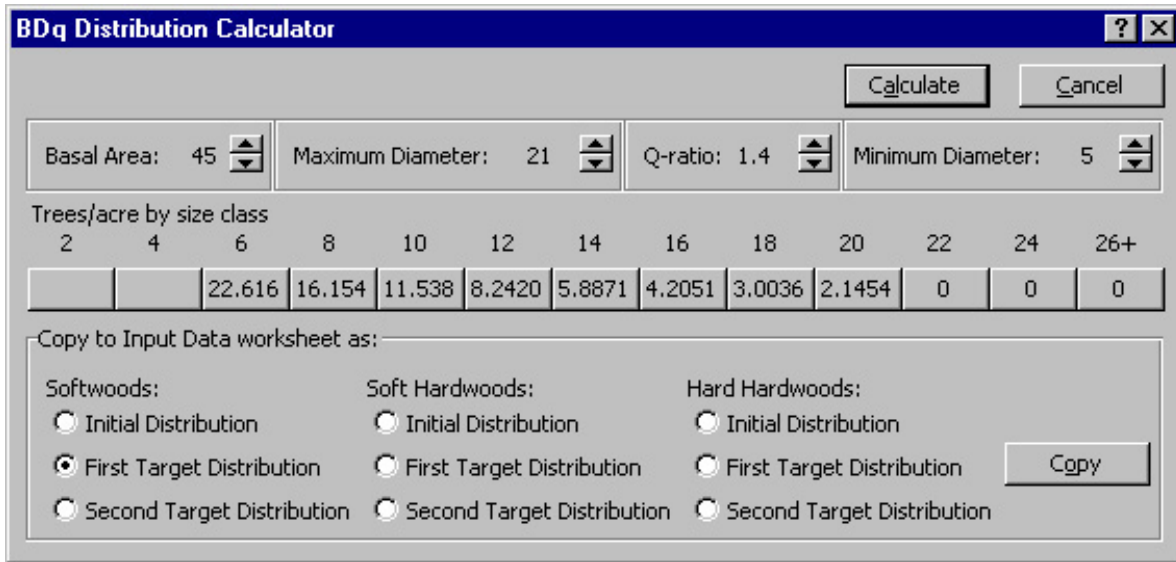 BDq Distribution Calculator
Calculate Cancel
Basal Area: 45 Maximum Diameter: 21 Q-ratio: 1.4 Minimum Diameter: 5
Trees/acre by size class
2 4 6 8 10 12 14 16 18 20 22 24 26+
22.616 16.154 11.538 8.2420 5.8871 4.2051 3.0036 2.1454 0 0 0
Copy to Input Data worksheet as:
Softwoods: Soft Hardwoods: Hard Hardwoods:
Initial Distribution Initial Distribution Initial Distribution
First Target Distribution First Target Distribution First Target Distribution Copy
Second Target Distribution Second Target Distribution Second Target Distribution